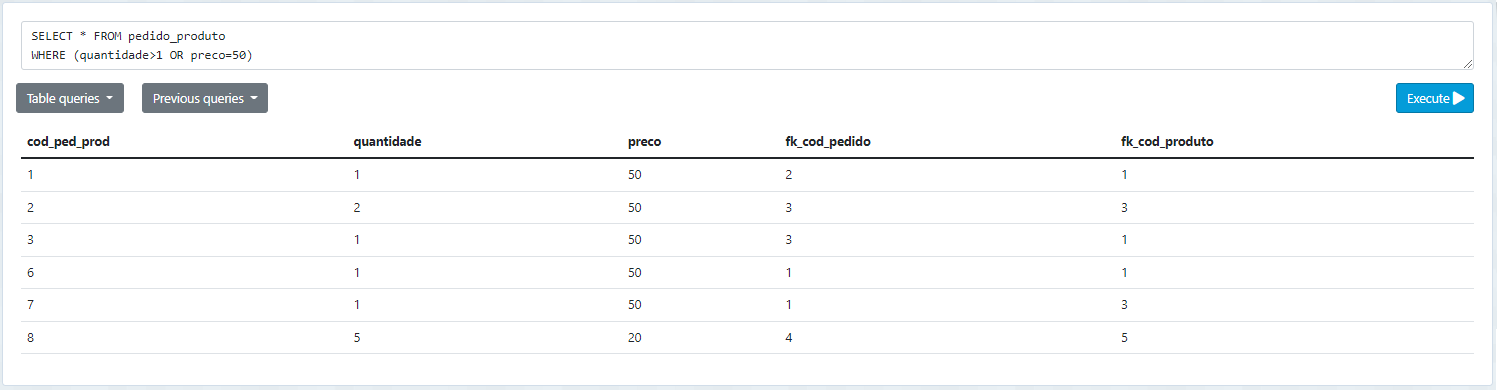 SELECT * FROM pedido_produto
WHERE (quantidade>1 OR preco=50)
Table queries Previous queries Execute
cod_ped_prod quantidade preco fk_cod_pedido fk_cod_produto
1 1 50 2 1
2 2 50 3 3
3 1 50 3 1
6 1 50 1 1
7 1 50 1 3
8 5 20 4 5